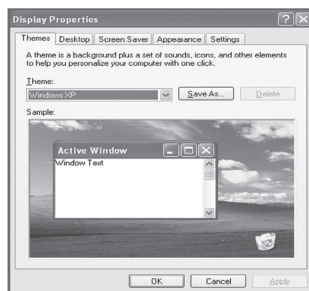 Display Properties
Themes Desktop Screen Saver Appearance Settings
A theme is a background plus a set of sounds, icons, and other elements
to help you personalize your computer with one click.
Theme:
Windows XP Save As... Delete
Sample:
Active Window
Window Text
OK Cancel Apply